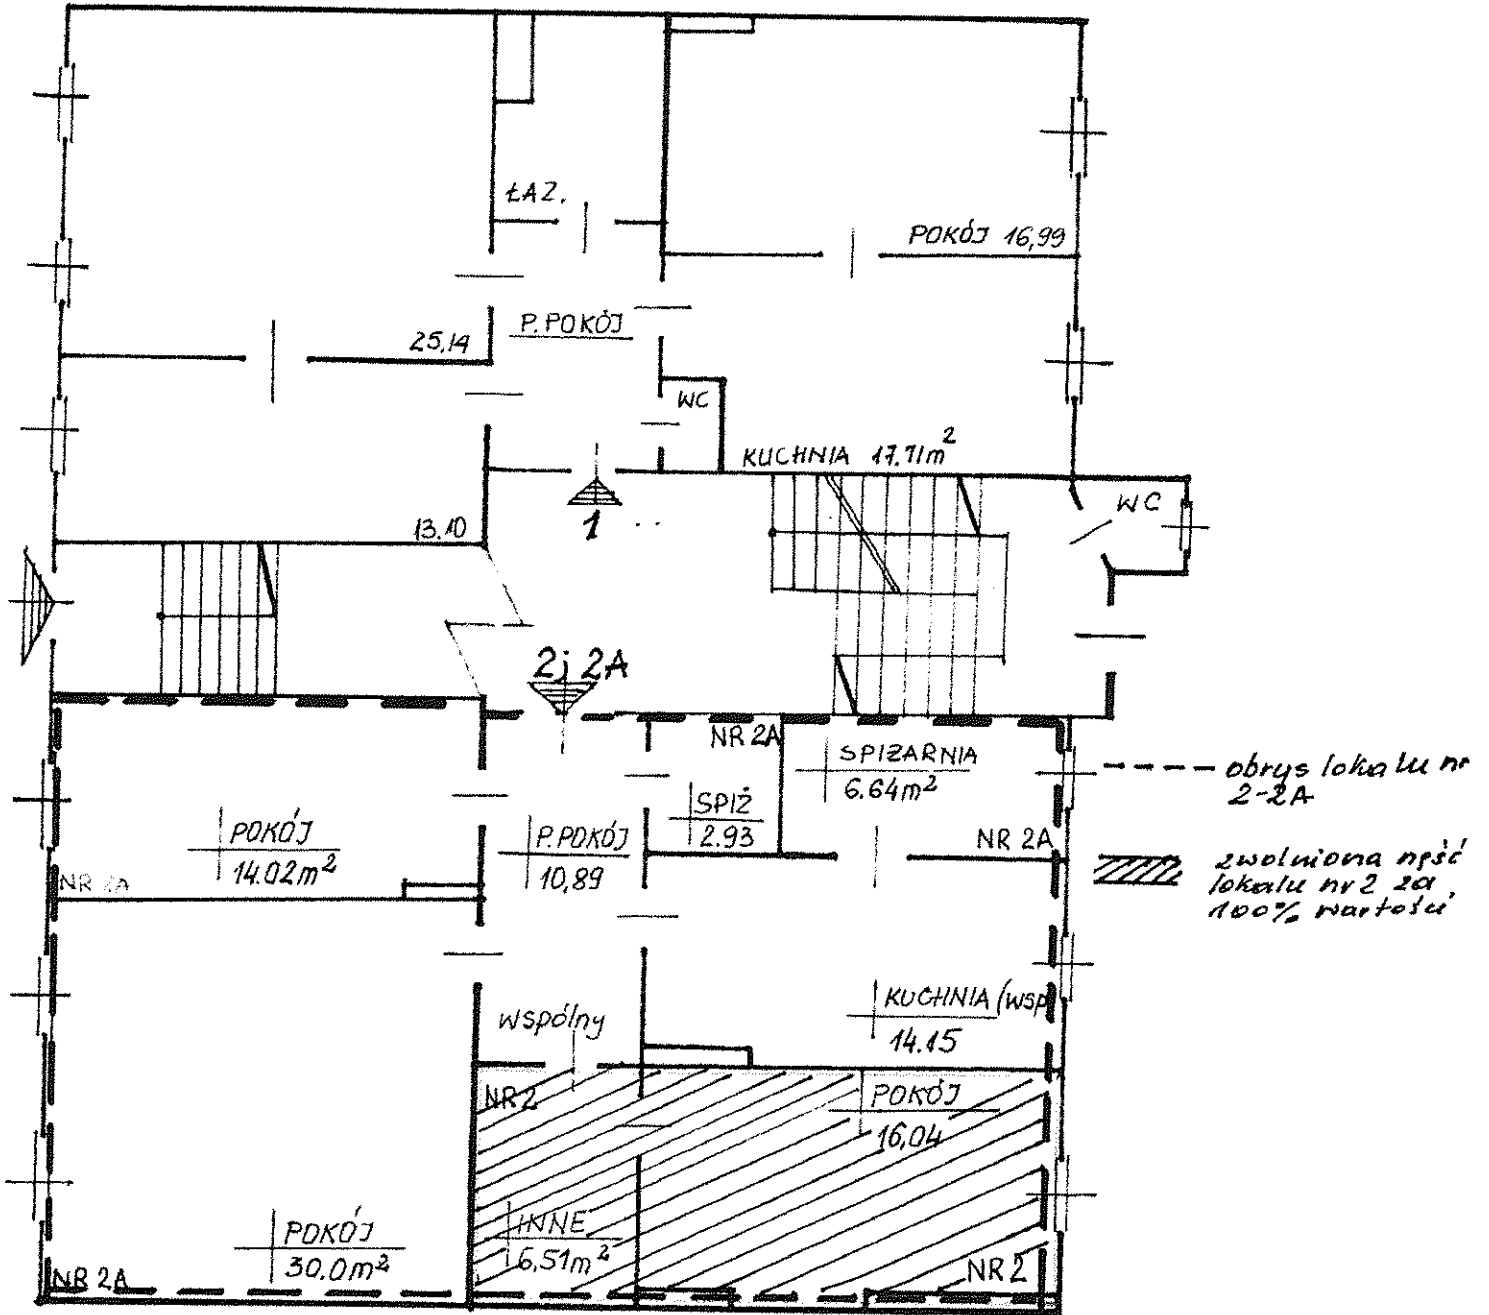 ŁAZ.
POKÓJ 16,99
P.POKÓJ
25,14
WC
KUCHNIA 17.71m²
13.10
1
WC
2j 2A
NR 2A
SPIŻARNIA
6.64m²
obrys lokalu nr
2-2A
SPIŻ
2.93
POKÓJ
14.02m²
P.POKÓJ
10,89
NR 2A
NR 2A
zwolniona część
lokalu nr 2 za
100% wartości
KUCHNIA (WSP
14.15
wspólny
NR 2
POKÓJ
16,04
INNE
6,51m²
POKÓJ
30.0m²
NR 2A
NR 2